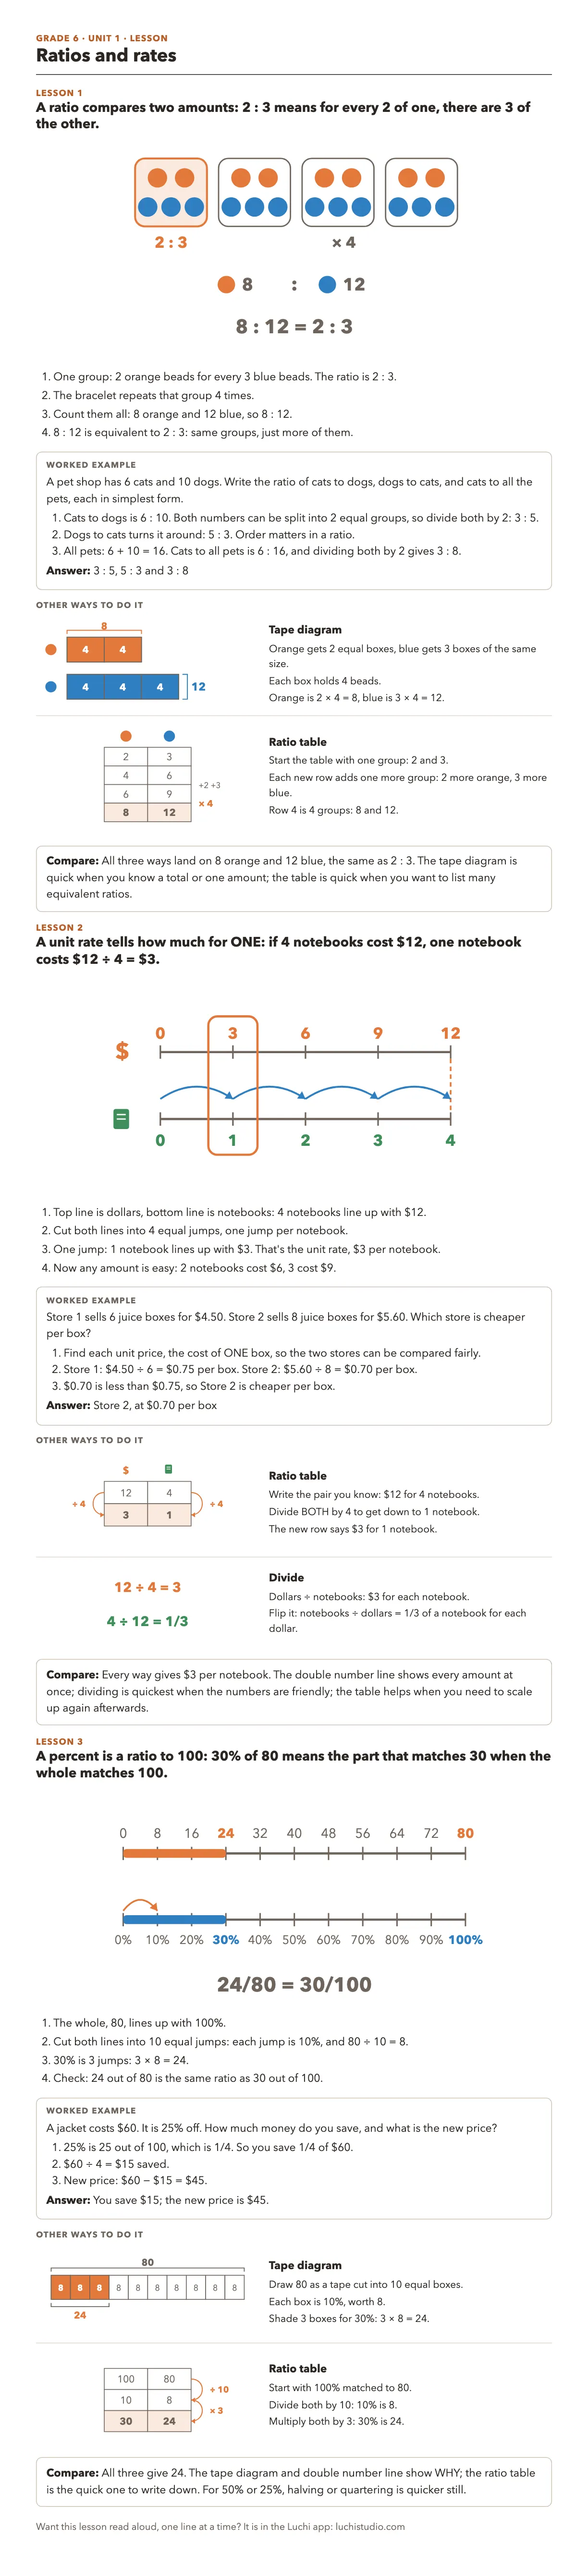 GRADE 6 · UNIT 1 · LESSON
Ratios and rates
LESSON 1
A ratio compares two amounts: 2 : 3 means for every 2 of one, there are 3 of
the other.
2 : 3
× 4
8 : 12
8 : 12 = 2 : 3
1. One group: 2 orange beads for every 3 blue beads. The ratio is 2 : 3.
2. The bracelet repeats that group 4 times.
3. Count them all: 8 orange and 12 blue, so 8 : 12.
4. 8 : 12 is equivalent to 2 : 3: same groups, just more of them.
WORKED EXAMPLE
A pet shop has 6 cats and 10 dogs. Write the ratio of cats to dogs, dogs to cats, and cats to all the
pets, each in simplest form.
1. Cats to dogs is 6 : 10. Both numbers can be split into 2 equal groups, so divide both by 2: 3 : 5.
2. Dogs to cats turns it around: 5 : 3. Order matters in a ratio.
3. All pets: 6 + 10 = 16. Cats to all pets is 6 : 16, and dividing both by 2 gives 3 : 8.
Answer: 3 : 5, 5 : 3 and 3 : 8
OTHER WAYS TO DO IT
8
4 4
4 4 4 12
Tape diagram
Orange gets 2 equal boxes, blue gets 3 boxes of the same
size.
Each box holds 4 beads.
Orange is 2 × 4 = 8, blue is 3 × 4 = 12.
2 3
4 6
6 9
8 12
+2 +3
× 4
Ratio table
Start the table with one group: 2 and 3.
Each new row adds one more group: 2 more orange, 3 more
blue.
Row 4 is 4 groups: 8 and 12.
Compare: All three ways land on 8 orange and 12 blue, the same as 2 : 3. The tape diagram is
quick when you know a total or one amount; the table is quick when you want to list many
equivalent ratios.
LESSON 2
A unit rate tells how much for ONE: if 4 notebooks cost $12, one notebook
costs $12 ÷ 4 = $3.
0 3 6 9 12
$
0 1 2 3 4
1. Top line is dollars, bottom line is notebooks: 4 notebooks line up with $12.
2. Cut both lines into 4 equal jumps, one jump per notebook.
3. One jump: 1 notebook lines up with $3. That's the unit rate, $3 per notebook.
4. Now any amount is easy: 2 notebooks cost $6, 3 cost $9.
WORKED EXAMPLE
Store 1 sells 6 juice boxes for $4.50. Store 2 sells 8 juice boxes for $5.60. Which store is cheaper
per box?
1. Find each unit price, the cost of ONE box, so the two stores can be compared fairly.
2. Store 1: $4.50 ÷ 6 = $0.75 per box. Store 2: $5.60 ÷ 8 = $0.70 per box.
3. $0.70 is less than $0.75, so Store 2 is cheaper per box.
Answer: Store 2, at $0.70 per box
OTHER WAYS TO DO IT
$
12 4
3 1
÷ 4
÷ 4
Ratio table
Write the pair you know: $12 for 4 notebooks.
Divide BOTH by 4 to get down to 1 notebook.
The new row says $3 for 1 notebook.
12 ÷ 4 = 3
4 ÷ 12 = 1/3
Divide
Dollars ÷ notebooks: $3 for each notebook.
Flip it: notebooks ÷ dollars = 1/3 of a notebook for each
dollar.
Compare: Every way gives $3 per notebook. The double number line shows every amount at
once; dividing is quickest when the numbers are friendly; the table helps when you need to scale
up again afterwards.
LESSON 3
A percent is a ratio to 100: 30% of 80 means the part that matches 30 when the
whole matches 100.
0 8 16 24 32 40 48 56 64 72 80
0% 10% 20% 30% 40% 50% 60% 70% 80% 90% 100%
24/80 = 30/100
1. The whole, 80, lines up with 100%.
2. Cut both lines into 10 equal jumps: each jump is 10%, and 80 ÷ 10 = 8.
3. 30% is 3 jumps: 3 × 8 = 24.
4. Check: 24 out of 80 is the same ratio as 30 out of 100.
WORKED EXAMPLE
A jacket costs $60. It is 25% off. How much money do you save, and what is the new price?
1. 25% is 25 out of 100, which is 1/4. So you save 1/4 of $60.
2. $60 ÷ 4 = $15 saved.
3. New price: $60 − $15 = $45.
Answer: You save $15; the new price is $45.
OTHER WAYS TO DO IT
80
8 8 8 8 8 8 8 8 8 8
24
Tape diagram
Draw 80 as a tape cut into 10 equal boxes.
Each box is 10%, worth 8.
Shade 3 boxes for 30%: 3 × 8 = 24.
100 80
10 8
30 24
÷ 10
× 3
Ratio table
Start with 100% matched to 80.
Divide both by 10: 10% is 8.
Multiply both by 3: 30% is 24.
Compare: All three give 24. The tape diagram and double number line show WHY; the ratio table
is the quick one to write down. For 50% or 25%, halving or quartering is quicker still.
Want this lesson read aloud, one line at a time? It is in the Luchi app: luchistudio.com